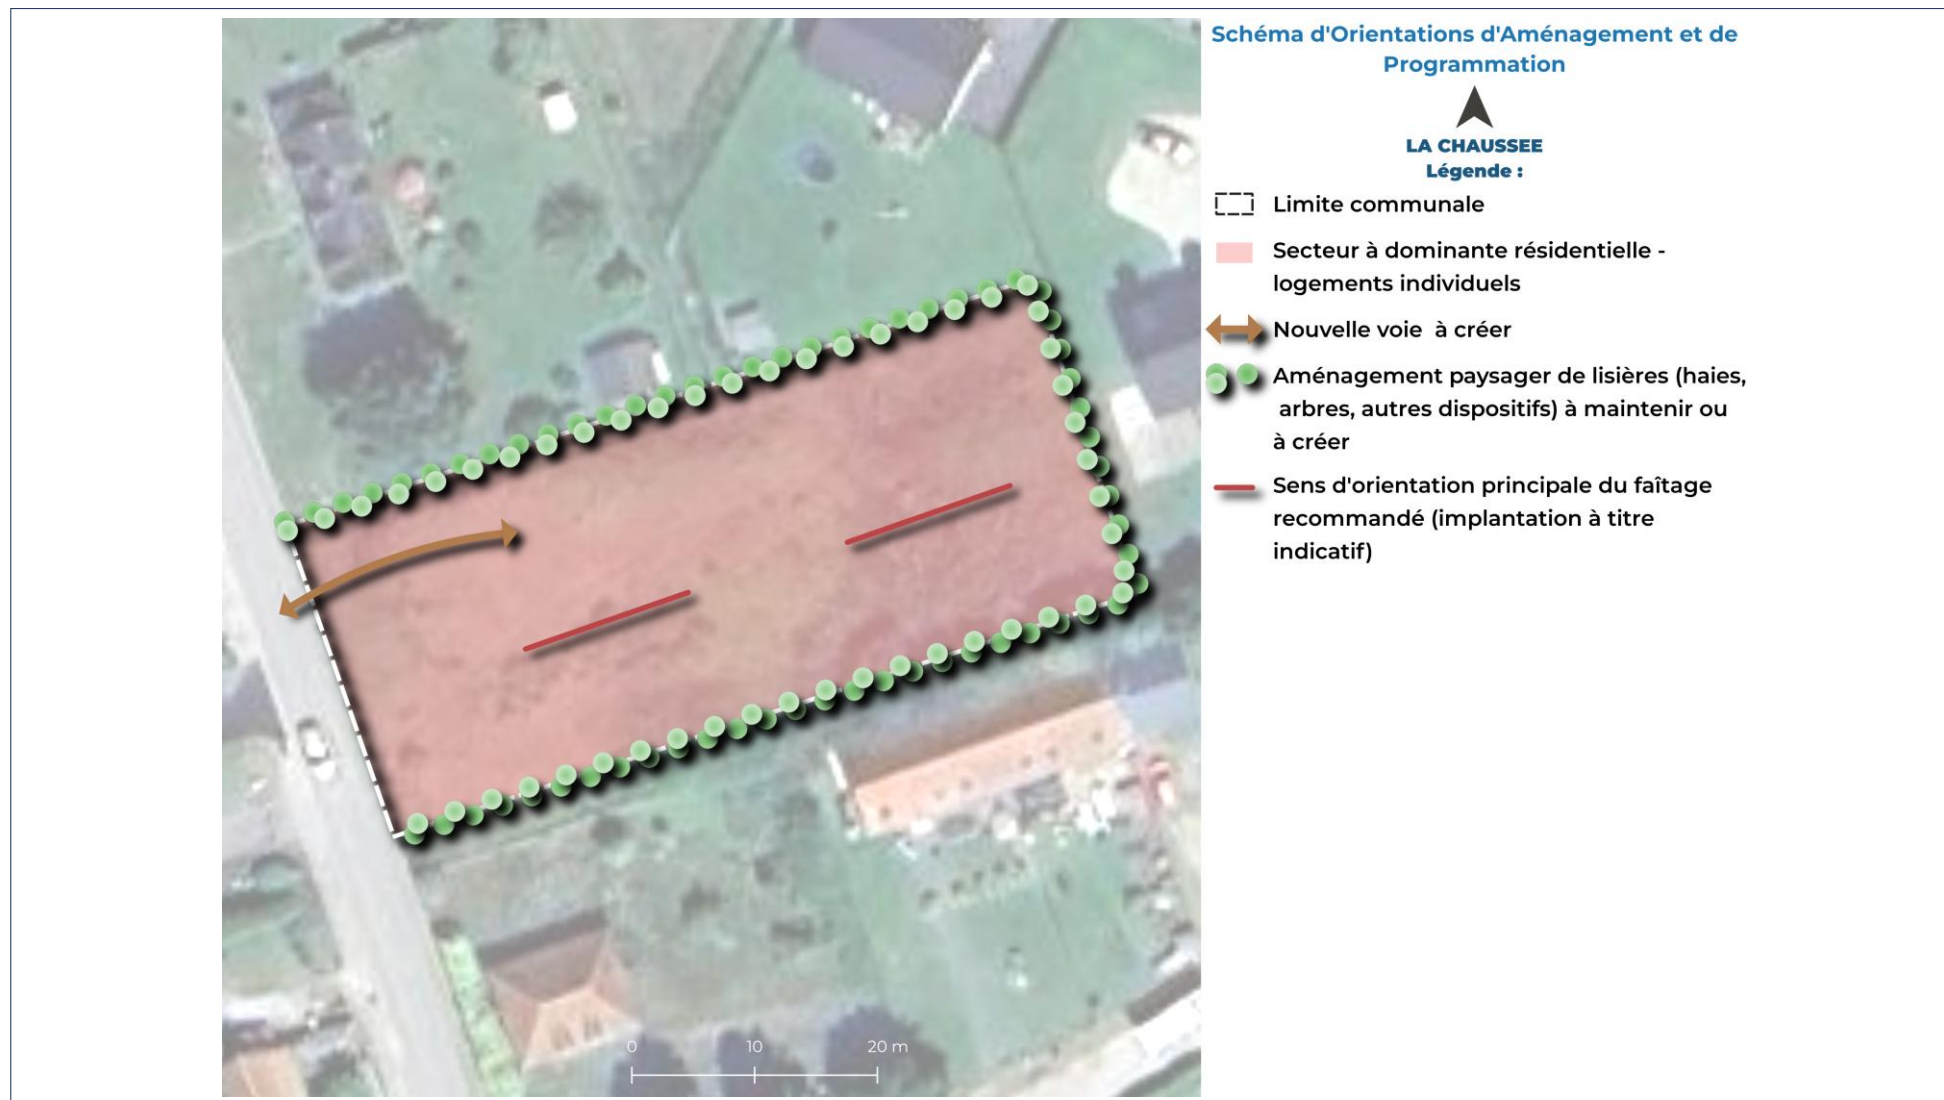 Schéma d'Orientations d'Aménagement et de
Programmation
LA CHAUSSEE
Légende :
Limite communale
Secteur à dominante résidentielle -
logements individuels
Nouvelle voie à créer
Aménagement paysager de lisières (haies,
arbres, autres dispositifs) à maintenir ou
à créer
Sens d'orientation principale du faîtage
recommandé (implantation à titre
indicatif)
0 10 20 m